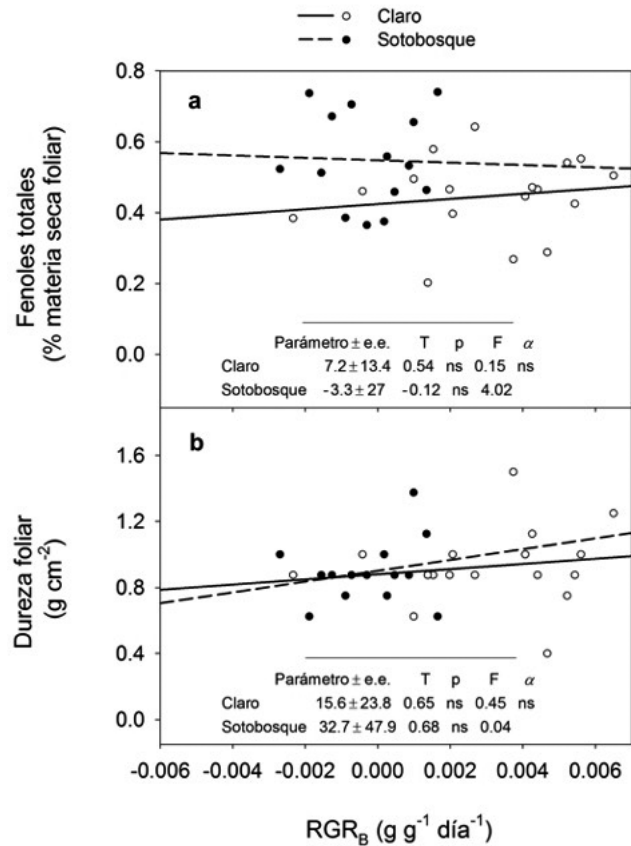 Claro
Sotobosque
0.8
a
0.6
0.4
0.2
0.0
Fenoles totales
(% materia seca foliar)
Parámetro ± e.e. T p F α
Claro 7.2±13.4 0.54 ns 0.15 ns
Sotobosque -3.3±27 -0.12 ns 4.02
b
1.6
1.2
0.8
0.4
0.0
Dureza foliar
(g cm⁻²)
Parámetro ± e.e. T p F α
Claro 15.6±23.8 0.65 ns 0.45 ns
Sotobosque 32.7±47.9 0.68 ns 0.04
-0.006 -0.004 -0.002 0.000 0.002 0.004 0.006
RGR_B (g g⁻¹ día⁻¹)